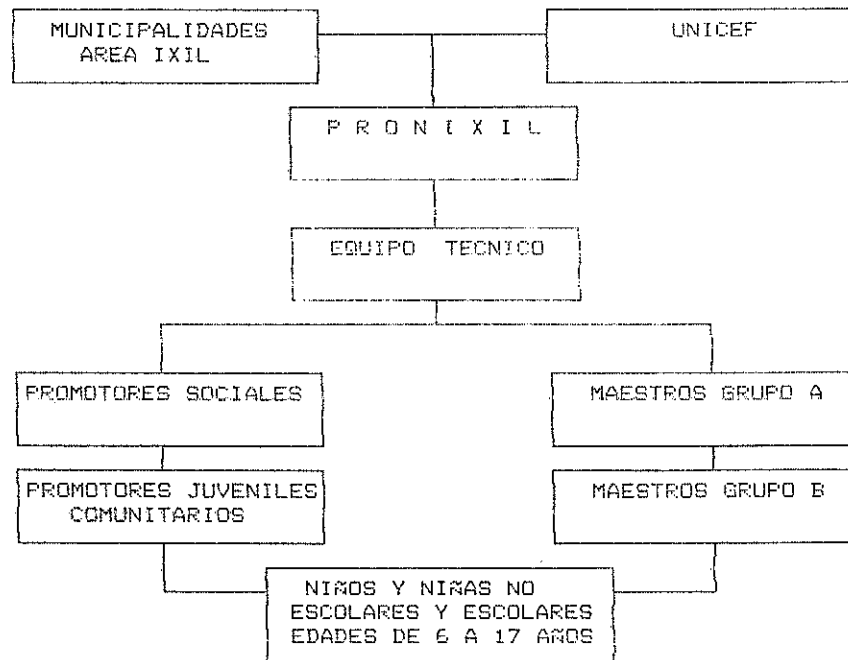 MUNICIPALIDADES
AREA IXIL
UNICEF
P R O N I X I L
EQUIPO TECNICO
PROMOTORES SOCIALES
MAESTROS GRUPO A
PROMOTORES JUVENILES
COMUNITARIOS
MAESTROS GRUPO B
NIÑOS Y NIÑAS NO
ESCOLARES Y ESCOLARES
EDADES DE 6 A 17 AÑOS